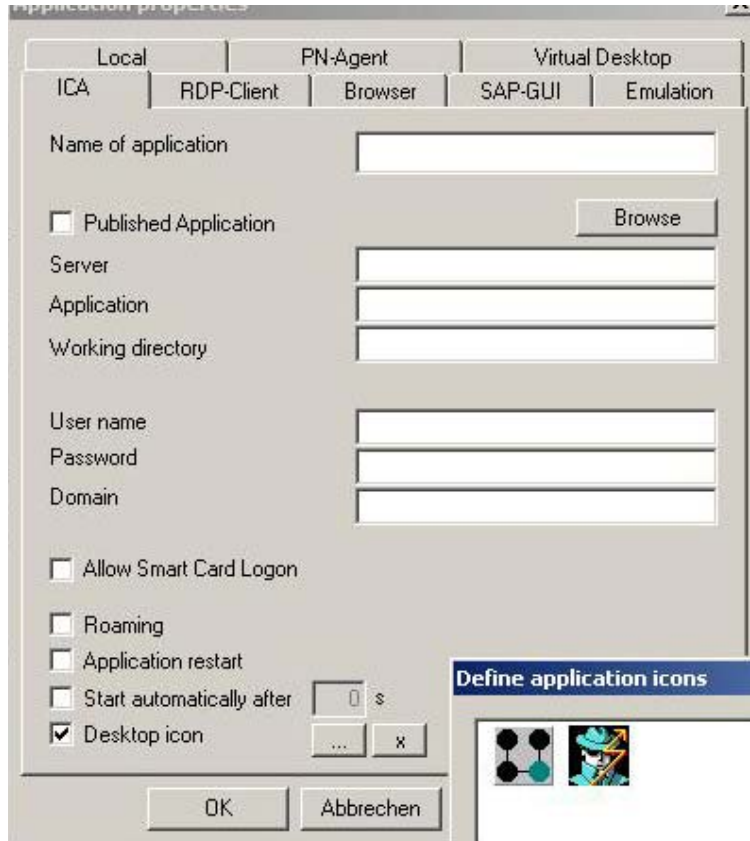 Application properties
Local PN-Agent Virtual Desktop
ICA RDP-Client Browser SAP-GUI Emulation
Name of application
Published Application Browse
Server
Application
Working directory
User name
Password
Domain
Allow Smart Card Logon
Roaming
Application restart
Start automatically after 0 s
Desktop icon ... x
Define application icons
OK Abbrechen